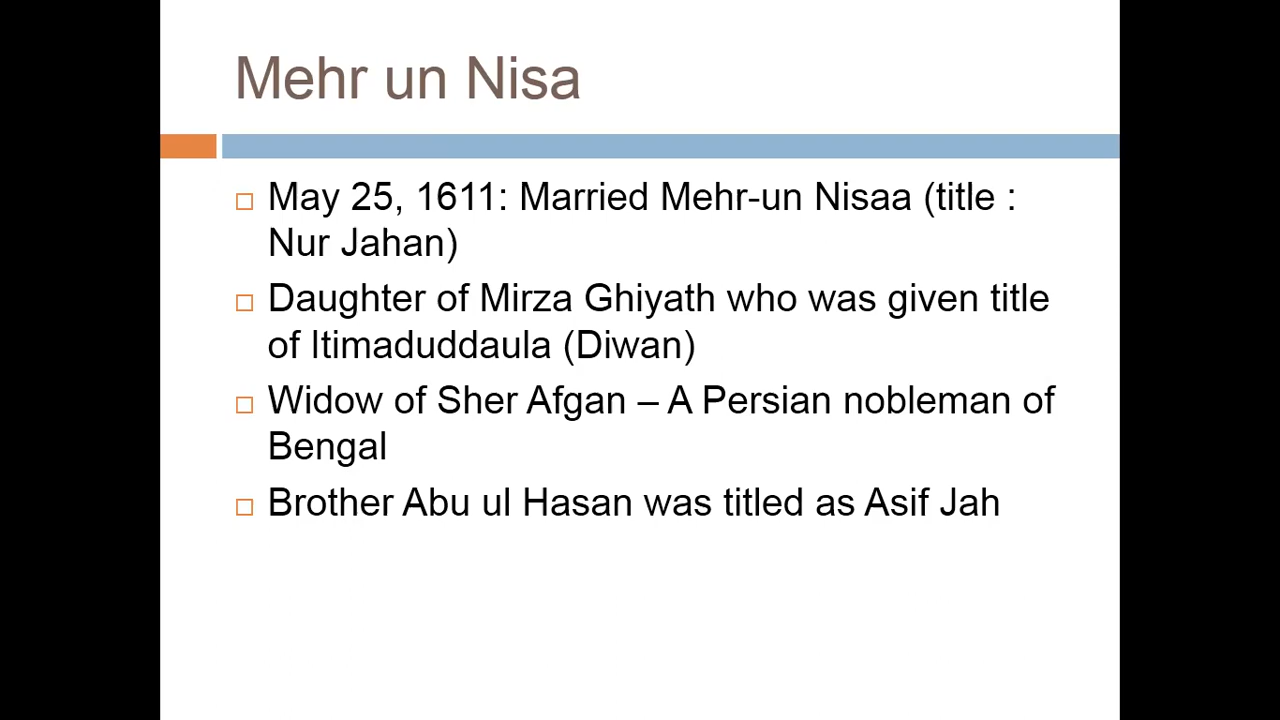 Mehr un Nisa
May 25, 1611: Married Mehr-un Nisaa (title :
Nur Jahan)
Daughter of Mirza Ghiyath who was given title
of Itimaduddaula (Diwan)
Widow of Sher Afgan – A Persian nobleman of
Bengal
Brother Abu ul Hasan was titled as Asif Jah